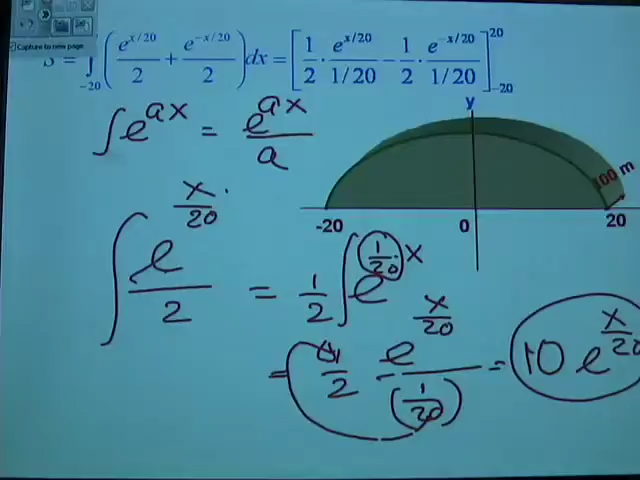 Capture to new page
S = ∫₋₂₀ (e^(x/20)/2 + e^(-x/20)/2) dx = [1/2 · e^(x/20)/(1/20) − 1/2 · e^(-x/20)/(1/20)]₋₂₀^20
∫e^(ax) = e^(ax)/a
y
100 m
-20 0 20
∫ e^(x/20)/2 = 1/2 ∫ e^((1/20)x)
= 1/2 e^(x/20)/(1/20) = 10 e^(x/20)